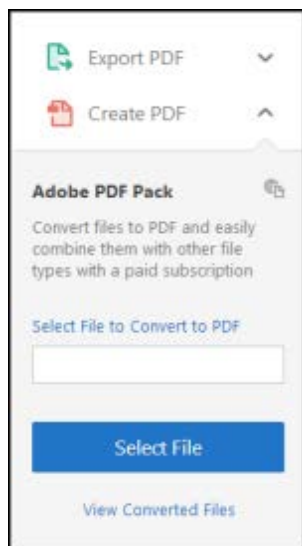 Export PDF
Create PDF
Adobe PDF Pack
Convert files to PDF and easily
combine them with other file
types with a paid subscription
Select File to Convert to PDF
Select File
View Converted Files